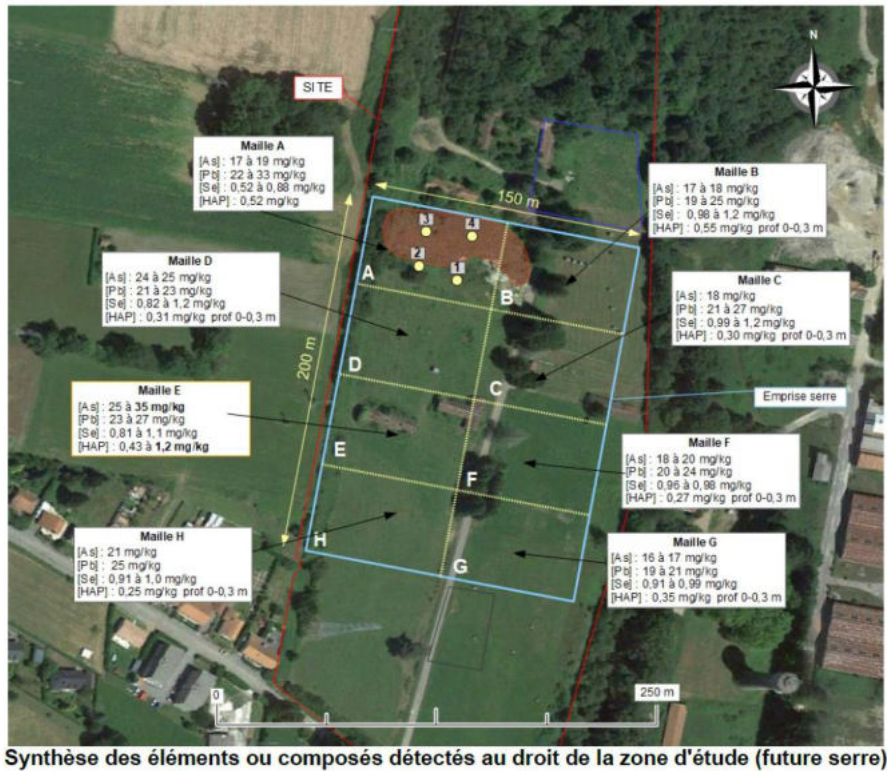 N
SITE
Maille A
[As] : 17 à 19 mg/kg
[Pb] : 22 à 33 mg/kg
[Se] : 0,52 à 0,88 mg/kg
[HAP] : 0,52 mg/kg
150 m
Maille B
[As] : 17 à 18 mg/kg
[Pb] : 19 à 25 mg/kg
[Se] : 0,98 à 1,2 mg/kg
[HAP] : 0,55 mg/kg prof 0-0,3 m
3
4
2
1
A
B
Maille D
[As] : 24 à 25 mg/kg
[Pb] : 21 à 23 mg/kg
[Se] : 0,82 à 1,2 mg/kg
[HAP] : 0,31 mg/kg prof 0-0,3 m
Maille C
[As] : 18 mg/kg
[Pb] : 21 à 27 mg/kg
[Se] : 0,99 à 1,2 mg/kg
[HAP] : 0,30 mg/kg prof 0-0,3 m
200 m
D
C
Emprise serre
Maille E
[As] : 25 à 35 mg/kg
[Pb] : 23 à 27 mg/kg
[Se] : 0,81 à 1,1 mg/kg
[HAP] : 0,43 à 1,2 mg/kg
E
F
Maille F
[As] : 18 à 20 mg/kg
[Pb] : 20 à 24 mg/kg
[Se] : 0,96 à 0,98 mg/kg
[HAP] : 0,27 mg/kg prof 0-0,3 m
Maille H
[As] : 21 mg/kg
[Pb] : 25 mg/kg
[Se] : 0,91 à 1,0 mg/kg
[HAP] : 0,25 mg/kg prof 0-0,3 m
H
G
Maille G
[As] : 16 à 17 mg/kg
[Pb] : 19 à 21 mg/kg
[Se] : 0,91 à 0,99 mg/kg
[HAP] : 0,35 mg/kg prof 0-0,3 m
0
250 m
Synthèse des éléments ou composés détectés au droit de la zone d'étude (future serre)